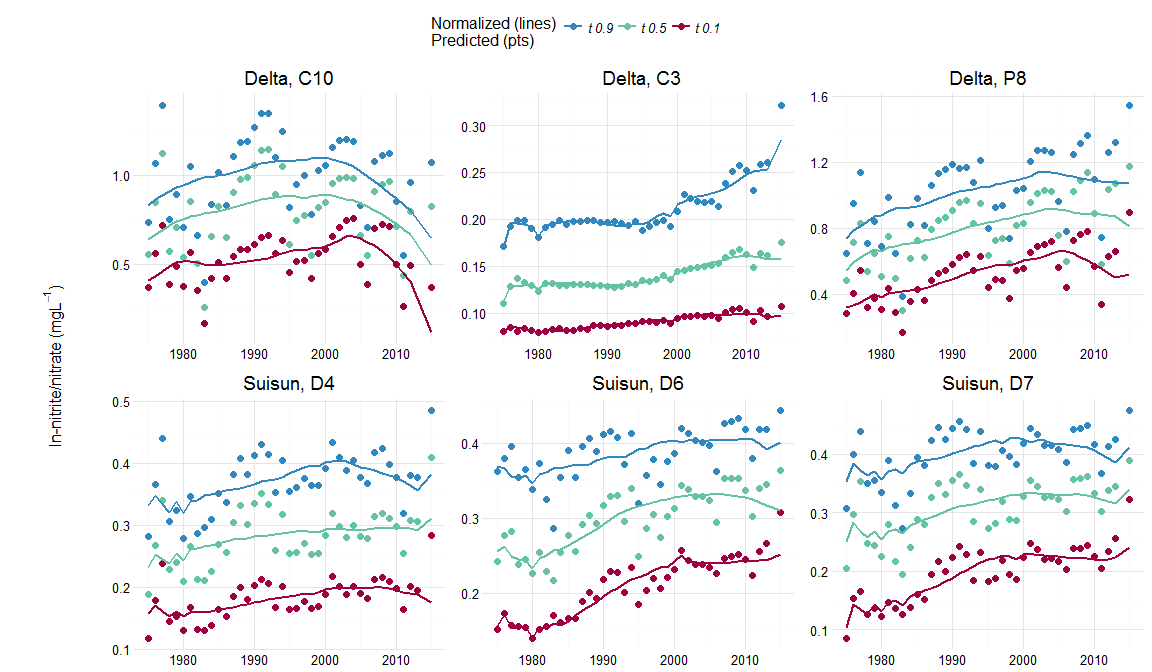 Normalized (lines) t 0.9 t 0.5 t 0.1
Predicted (pts)
Delta, C10 Delta, C3 Delta, P8
1.0
0.5
1980 1990 2000 2010
0.30
0.25
0.20
0.15
0.10
1980 1990 2000 2010
1.6
1.2
0.8
0.4
1980 1990 2000 2010
ln-nitrite/nitrate (mgL⁻¹)
Suisun, D4 Suisun, D6 Suisun, D7
0.5
0.4
0.3
0.2
0.1
1980 1990 2000 2010
0.4
0.3
0.2
1980 1990 2000 2010
0.4
0.3
0.2
0.1
1980 1990 2000 2010